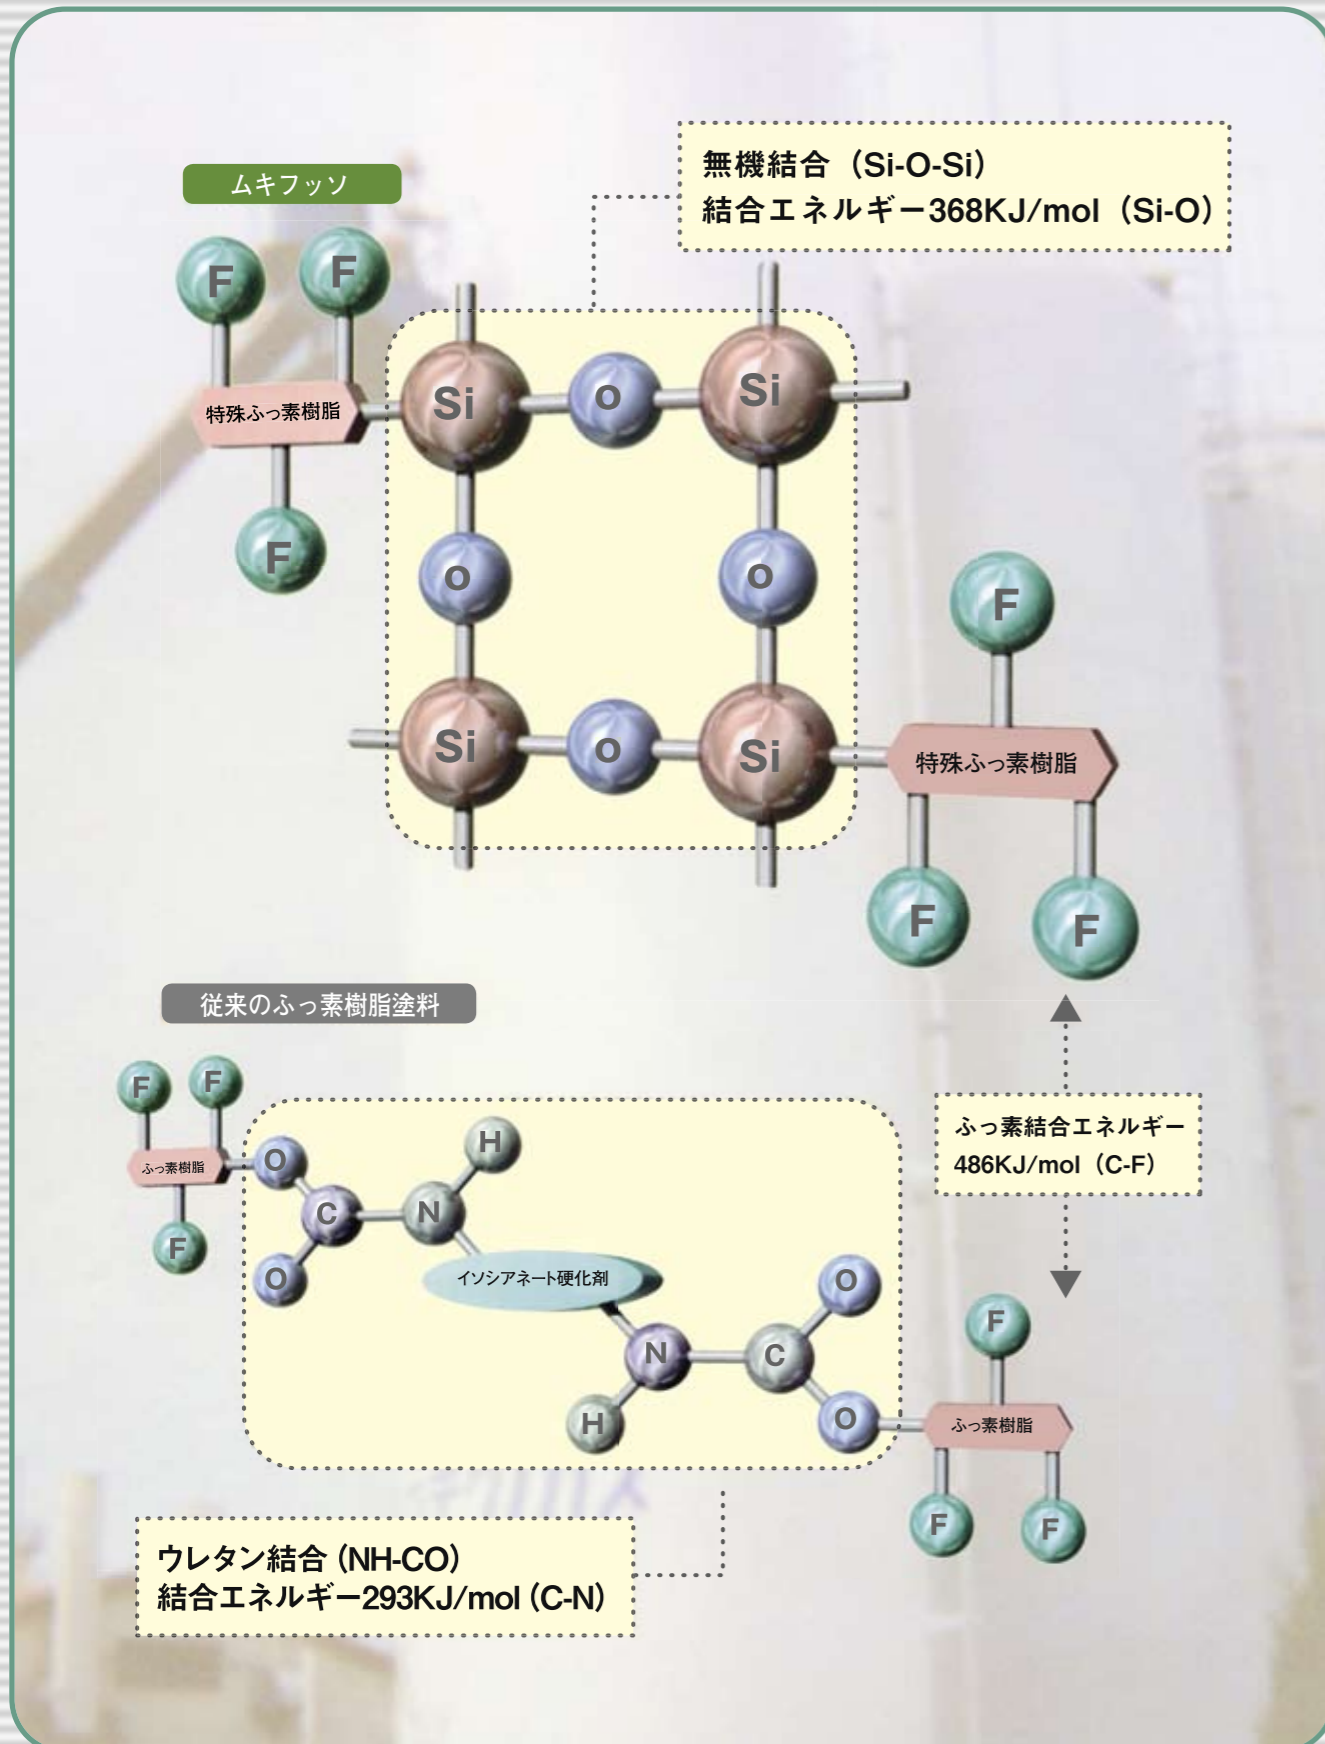 無機結合（Si-O-Si）
結合エネルギー368KJ/mol（Si-O）
ムキフッソ
F
F
特殊ふっ素樹脂
F
Si
O
Si
O
O
Si
O
Si
F
特殊ふっ素樹脂
F
F
従来のふっ素樹脂塗料
F
F
ふっ素樹脂
F
O
C
O
N
H
イソシアネート硬化剤
N
H
C
O
O
ふっ素結合エネルギー
486KJ/mol（C-F）
F
ふっ素樹脂
F
F
ウレタン結合（NH-CO）
結合エネルギー293KJ/mol（C-N）